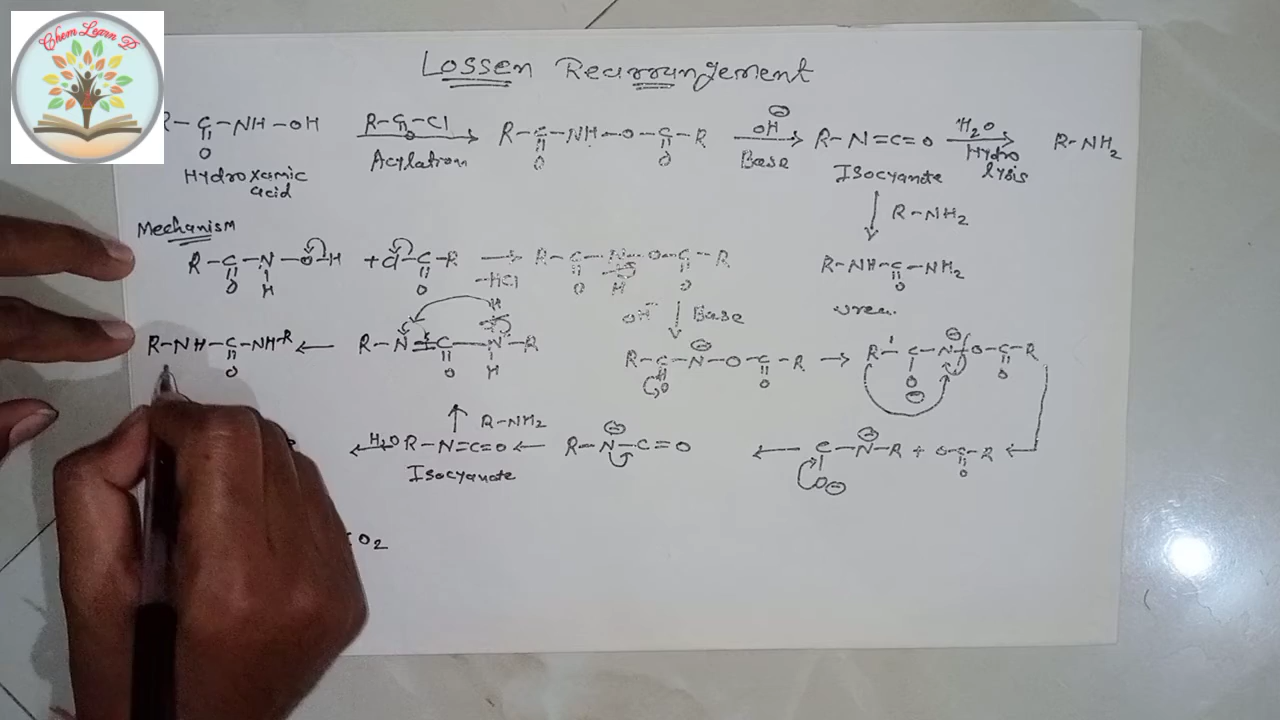 Chem Learn P
Lossen Rearrangement
R-C-NH-OH R-C-Cl R-C-NH-O-C-R OH⊖ R-N=C=O H2O R-NH2
O O O O
Hydroxamic acid Acylation Base Isocyanate Hydrolysis
R-NH2
Mechanism
R-C-N-O-H + Cl-C-R -HCl R-C-N-O-C-R R-NH-C-NH2
O H O O H O O
OH⁻ Base urea
R-NH-C-NH-R R-N=C-N-R R-C-N⊖-O-C-R R-C-N⊖-O-C-R
O O H O O O⊖ O
R-NH2
H2O R-N=C=O R-N⊖-C=O C-N⊖-R + O-C-R
Isocyanate O⊖ O
CO2